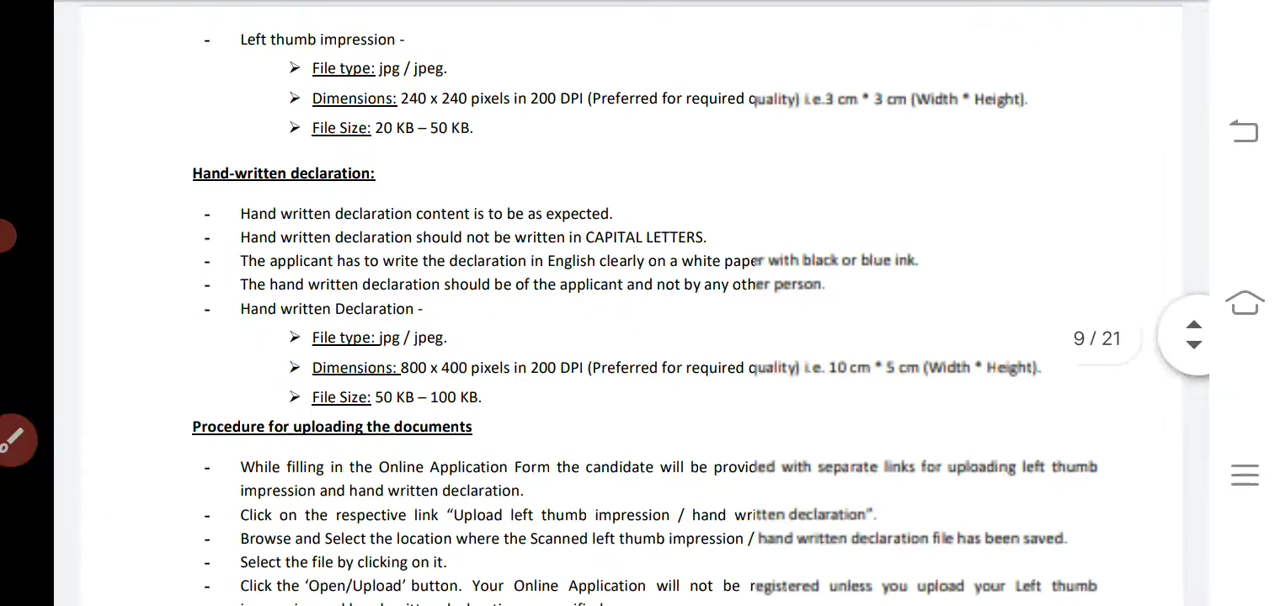 - Left thumb impression -
➢ File type: jpg / jpeg.
➢ Dimensions: 240 x 240 pixels in 200 DPI (Preferred for required quality) i.e.3 cm * 3 cm (Width * Height).
➢ File Size: 20 KB – 50 KB.
Hand-written declaration:
- Hand written declaration content is to be as expected.
- Hand written declaration should not be written in CAPITAL LETTERS.
- The applicant has to write the declaration in English clearly on a white paper with black or blue ink.
- The hand written declaration should be of the applicant and not by any other person.
- Hand written Declaration -
➢ File type: jpg / jpeg.
9 / 21
➢ Dimensions: 800 x 400 pixels in 200 DPI (Preferred for required quality) i.e. 10 cm * 5 cm (Width * Height).
➢ File Size: 50 KB – 100 KB.
Procedure for uploading the documents
- While filling in the Online Application Form the candidate will be provided with separate links for uploading left thumb
impression and hand written declaration.
- Click on the respective link “Upload left thumb impression / hand written declaration”.
- Browse and Select the location where the Scanned left thumb impression / hand written declaration file has been saved.
- Select the file by clicking on it.
- Click the ‘Open/Upload’ button. Your Online Application will not be registered unless you upload your Left thumb